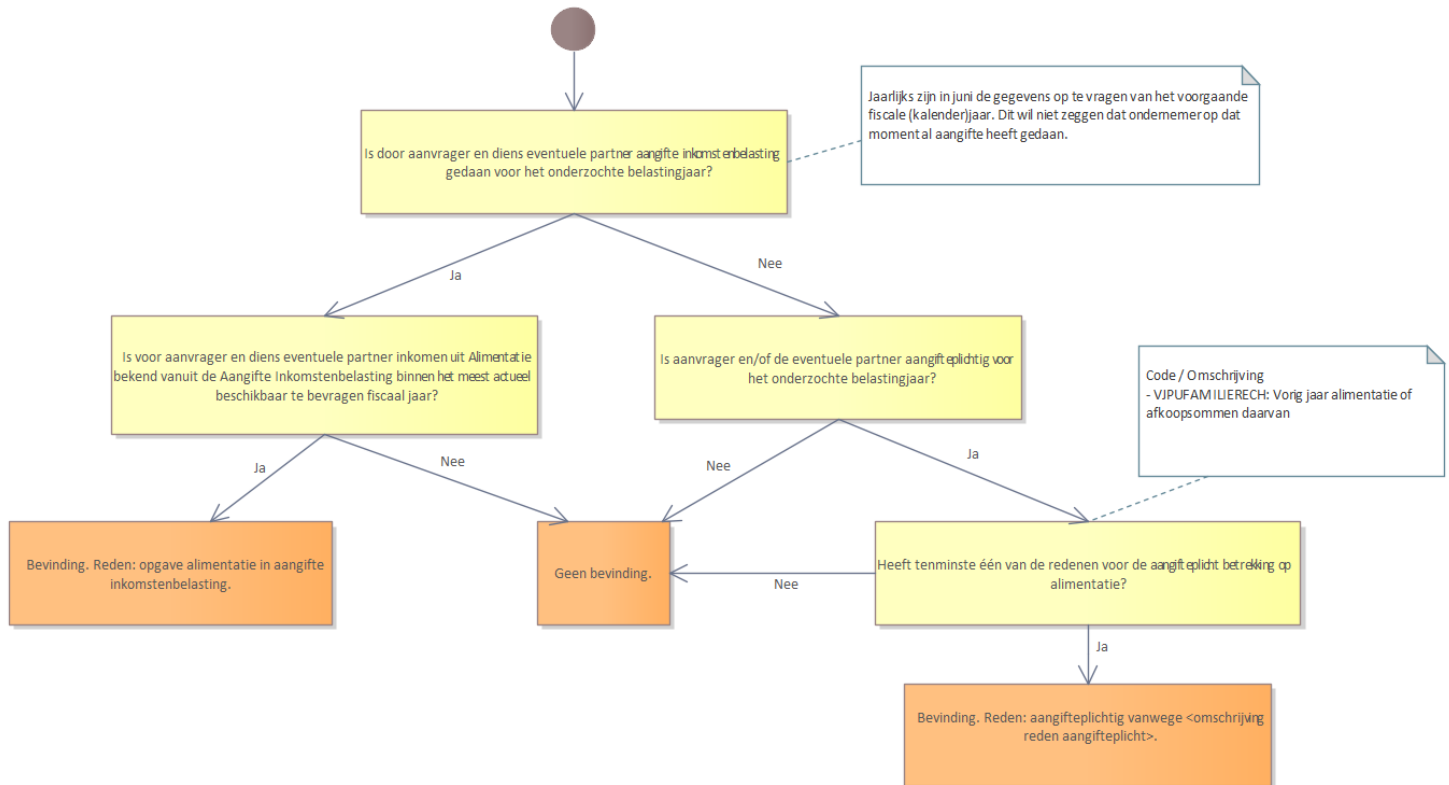 Jaarlijks zijn in juni de gegevens op te vragen van het voorgaande
fiscale (kalender)jaar. Dit wil niet zeggen dat ondernemer op dat
moment al aangifte heeft gedaan.
Is door aanvrager en diens eventuele partner aangifte inkomstenbelasting
gedaan voor het onderzochte belastingjaar?
Ja
Nee
Is voor aanvrager en diens eventuele partner inkomen uit Alimentatie
bekend vanuit de Aangifte Inkomstenbelasting binnen het meest actueel
beschikbaar te bevragen fiscaal jaar?
Is aanvrager en/of de eventuele partner aangifteplichtig voor
het onderzochte belastingjaar?
Code / Omschrijving
- VJPUFAMILIERECH: Vorig jaar alimentatie of
afkoopsommen daarvan
Ja
Nee
Nee
Ja
Bevinding. Reden: opgave alimentatie in aangifte
inkomstenbelasting.
Geen bevinding.
Nee
Heeft tenminste één van de redenen voor de aangifteplicht betrekking op
alimentatie?
Ja
Bevinding. Reden: aangifteplichtig vanwege <omschrijving
reden aangifteplicht>.